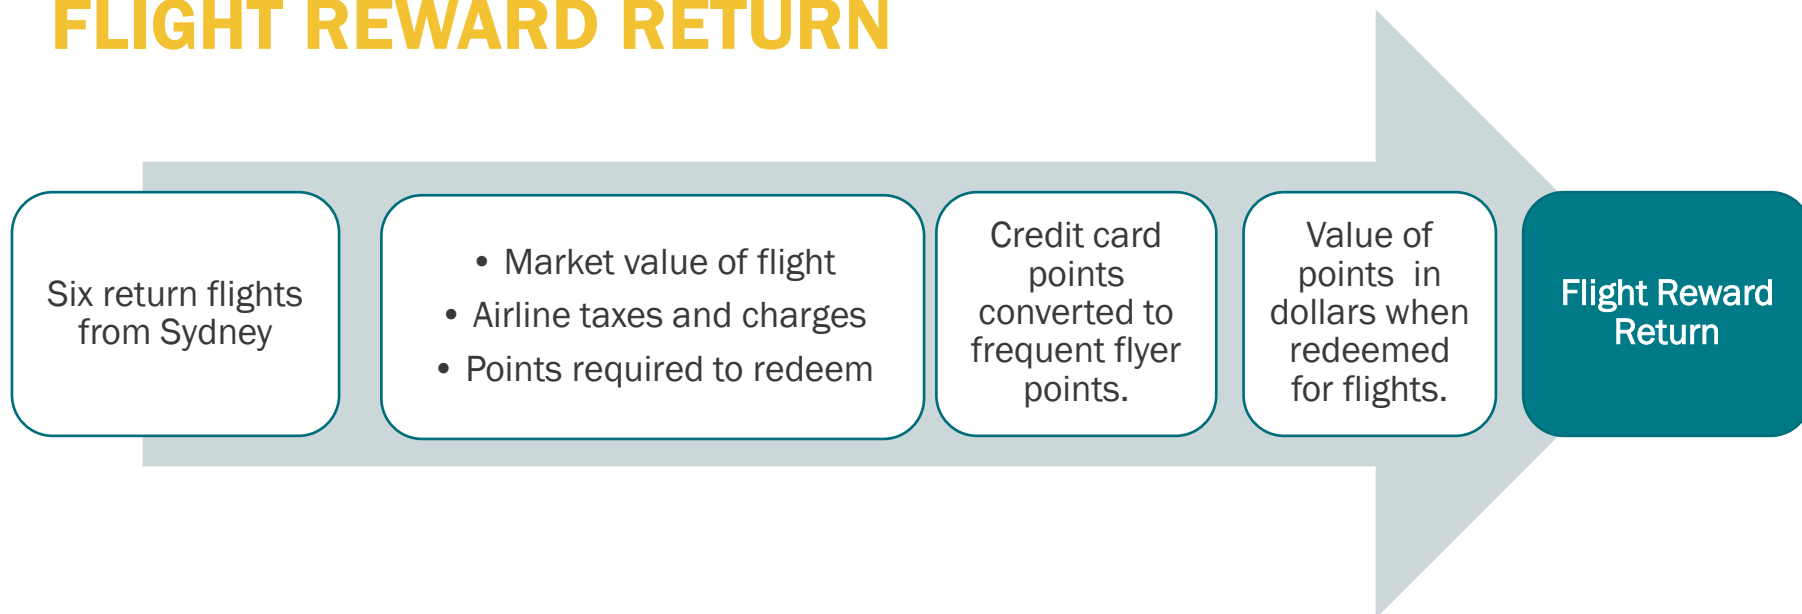 FLIGHT REWARD RETURN
Six return flights
from Sydney
• Market value of flight
• Airline taxes and charges
• Points required to redeem
Credit card
points
converted to
frequent flyer
points.
Value of
points in
dollars when
redeemed
for flights.
Flight Reward
Return